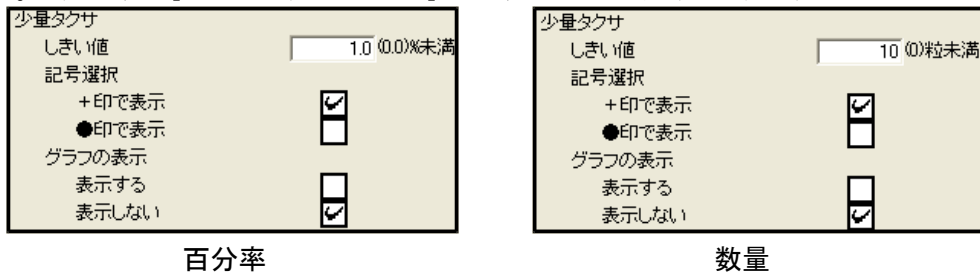 少量タクサ
しきい値 1.0 (0.0)%未満
記号選択
+印で表示
●印で表示
グラフの表示
表示する
表示しない
百分率
少量タクサ
しきい値 10 (0)粒未満
記号選択
+印で表示
●印で表示
グラフの表示
表示する
表示しない
数量